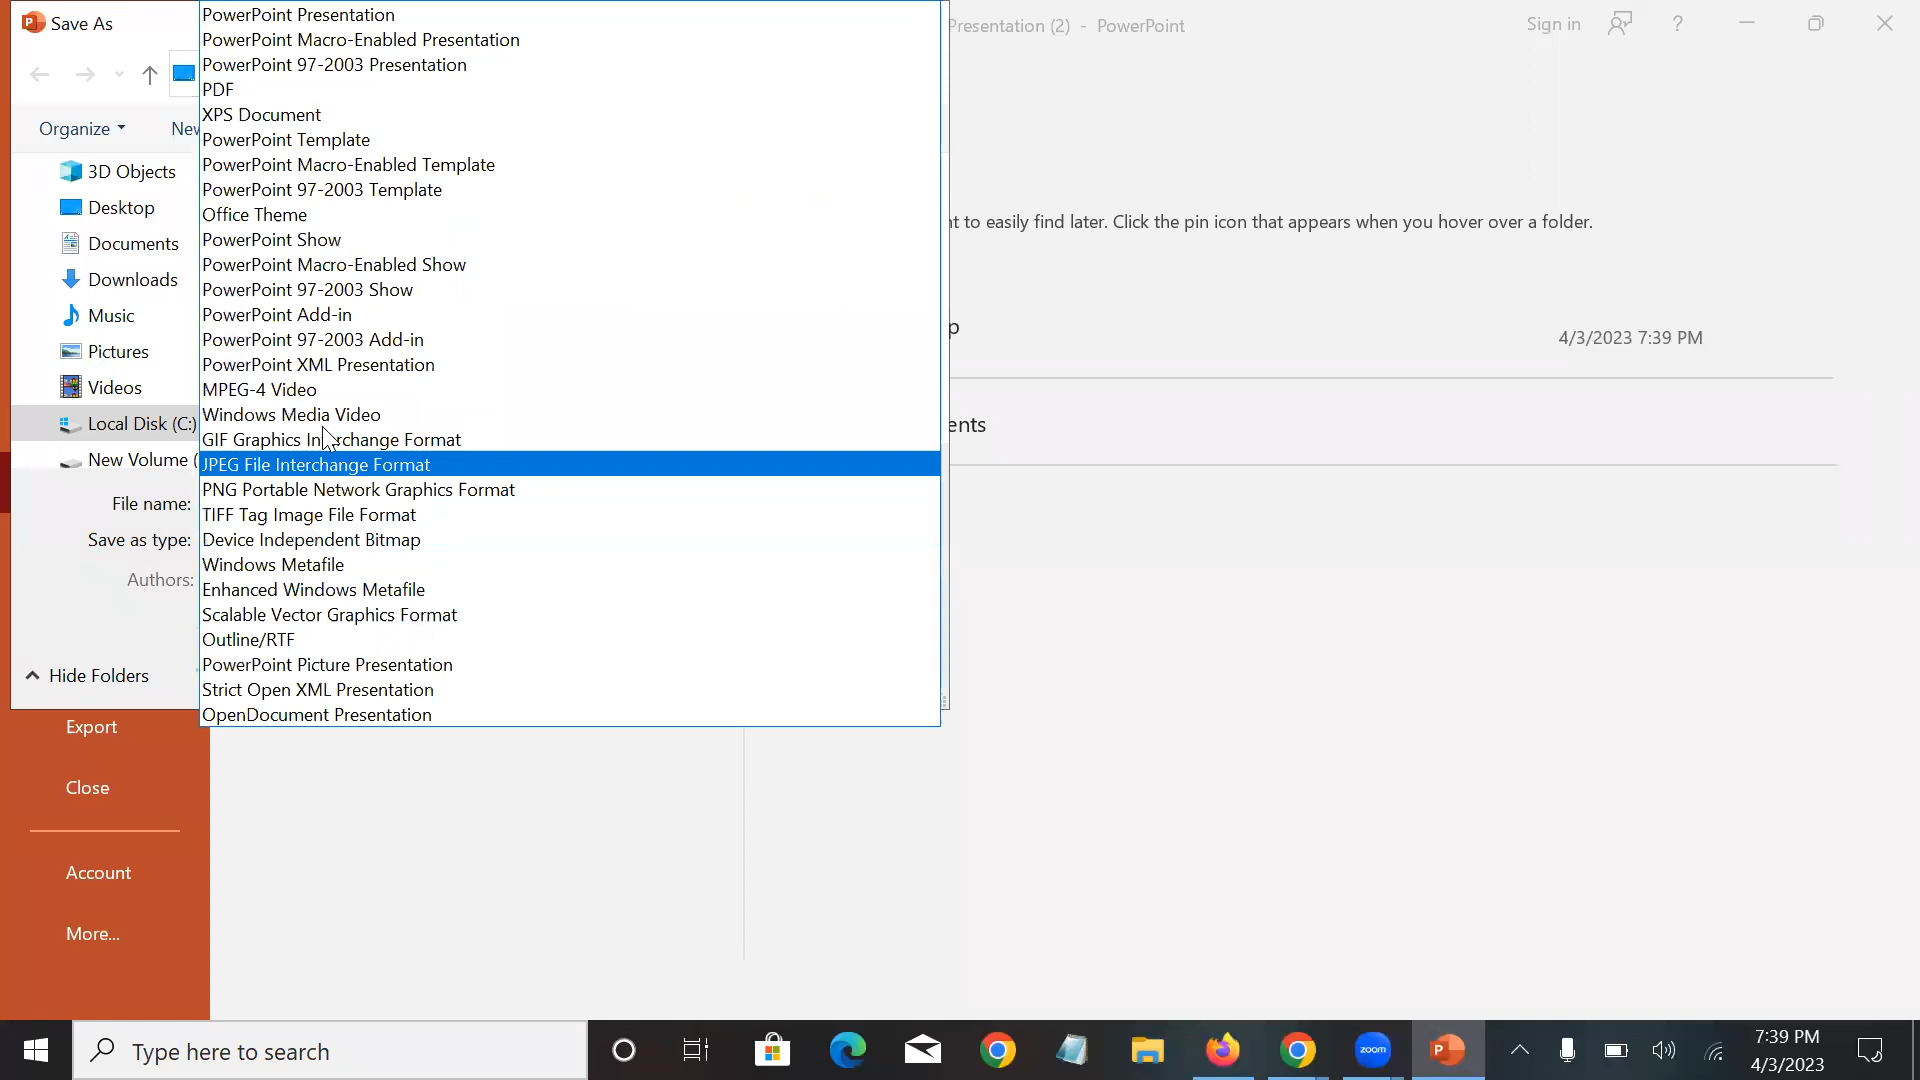 Save As
Presentation (2) - PowerPoint
Sign in
?
Organize
New
3D Objects
Desktop
Documents
Downloads
Music
Pictures
Videos
Local Disk (C:)
New Volume (
File name:
Save as type:
Authors:
Hide Folders
PowerPoint Presentation
PowerPoint Macro-Enabled Presentation
PowerPoint 97-2003 Presentation
PDF
XPS Document
PowerPoint Template
PowerPoint Macro-Enabled Template
PowerPoint 97-2003 Template
Office Theme
PowerPoint Show
PowerPoint Macro-Enabled Show
PowerPoint 97-2003 Show
PowerPoint Add-in
PowerPoint 97-2003 Add-in
PowerPoint XML Presentation
MPEG-4 Video
Windows Media Video
GIF Graphics Interchange Format
JPEG File Interchange Format
PNG Portable Network Graphics Format
TIFF Tag Image File Format
Device Independent Bitmap
Windows Metafile
Enhanced Windows Metafile
Scalable Vector Graphics Format
Outline/RTF
PowerPoint Picture Presentation
Strict Open XML Presentation
OpenDocument Presentation
nt to easily find later. Click the pin icon that appears when you hover over a folder.
p
4/3/2023 7:39 PM
ents
Export
Close
Account
More...
Type here to search
zoom
7:39 PM
4/3/2023